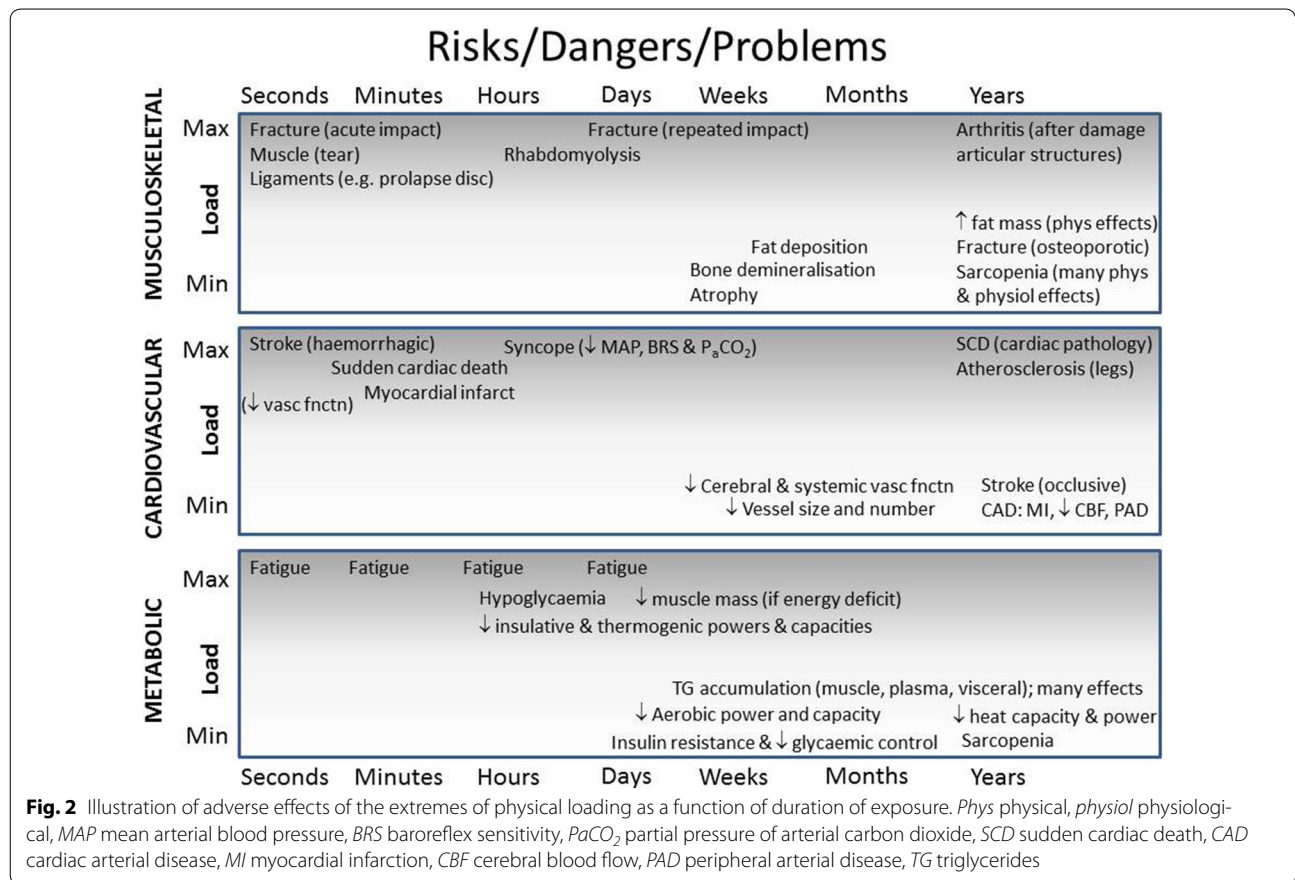 Risks/Dangers/Problems
Seconds Minutes Hours Days Weeks Months Years
MUSCULOSKELETAL
Load
Max
Min
Fracture (acute impact) Fracture (repeated impact) Arthritis (after damage
Muscle (tear) Rhabdomyolysis articular structures)
Ligaments (e.g. prolapse disc)
↑ fat mass (phys effects)
Fat deposition Fracture (osteoporotic)
Bone demineralisation Sarcopenia (many phys
Atrophy & physiol effects)
CARDIOVASCULAR
Load
Max
Min
Stroke (haemorrhagic) Syncope (↓ MAP, BRS & PaCO₂) SCD (cardiac pathology)
Sudden cardiac death Atherosclerosis (legs)
Myocardial infarct
(↓ vasc fnctn)
↓ Cerebral & systemic vasc fnctn Stroke (occlusive)
↓ Vessel size and number CAD: MI, ↓ CBF, PAD
METABOLIC
Load
Max
Min
Fatigue Fatigue Fatigue Fatigue
Hypoglycaemia ↓ muscle mass (if energy deficit)
↓ insulative & thermogenic powers & capacities
TG accumulation (muscle, plasma, visceral); many effects
↓ Aerobic power and capacity ↓ heat capacity & power
Insulin resistance & ↓ glycaemic control Sarcopenia
Seconds Minutes Hours Days Weeks Months Years
Fig. 2 Illustration of adverse effects of the extremes of physical loading as a function of duration of exposure. Phys physical, physiol physiologi-
cal, MAP mean arterial blood pressure, BRS baroreflex sensitivity, PaCO₂ partial pressure of arterial carbon dioxide, SCD sudden cardiac death, CAD
cardiac arterial disease, MI myocardial infarction, CBF cerebral blood flow, PAD peripheral arterial disease, TG triglycerides